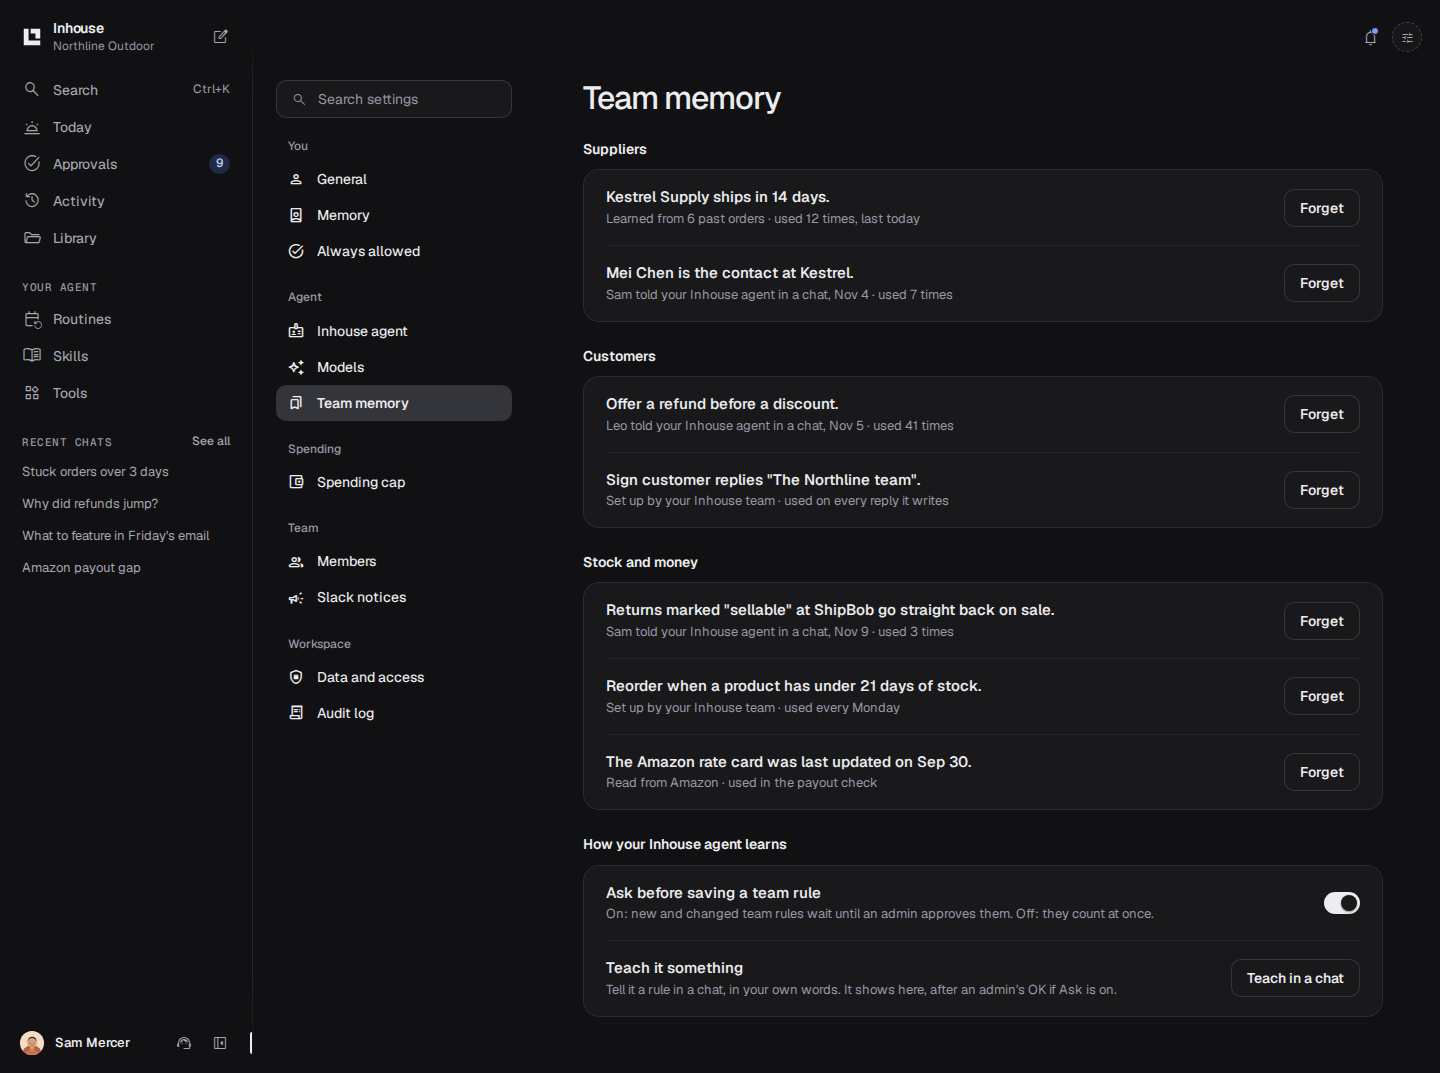 Inhouse
Northline Outdoor
Search
Ctrl+K
Today
Approvals
9
Activity
Library
YOUR AGENT
Routines
Skills
Tools
RECENT CHATS
See all
Stuck orders over 3 days
Why did refunds jump?
What to feature in Friday's email
Amazon payout gap
Sam Mercer
Search settings
You
General
Memory
Always allowed
Agent
Inhouse agent
Models
Team memory
Spending
Spending cap
Team
Members
Slack notices
Workspace
Data and access
Audit log
Team memory
Suppliers
Kestrel Supply ships in 14 days.
Learned from 6 past orders · used 12 times, last today
Forget
Mei Chen is the contact at Kestrel.
Sam told your Inhouse agent in a chat, Nov 4 · used 7 times
Forget
Customers
Offer a refund before a discount.
Leo told your Inhouse agent in a chat, Nov 5 · used 41 times
Forget
Sign customer replies "The Northline team".
Set up by your Inhouse team · used on every reply it writes
Forget
Stock and money
Returns marked "sellable" at ShipBob go straight back on sale.
Sam told your Inhouse agent in a chat, Nov 9 · used 3 times
Forget
Reorder when a product has under 21 days of stock.
Set up by your Inhouse team · used every Monday
Forget
The Amazon rate card was last updated on Sep 30.
Read from Amazon · used in the payout check
Forget
How your Inhouse agent learns
Ask before saving a team rule
On: new and changed team rules wait until an admin approves them. Off: they count at once.
Teach it something
Tell it a rule in a chat, in your own words. It shows here, after an admin's OK if Ask is on.
Teach in a chat